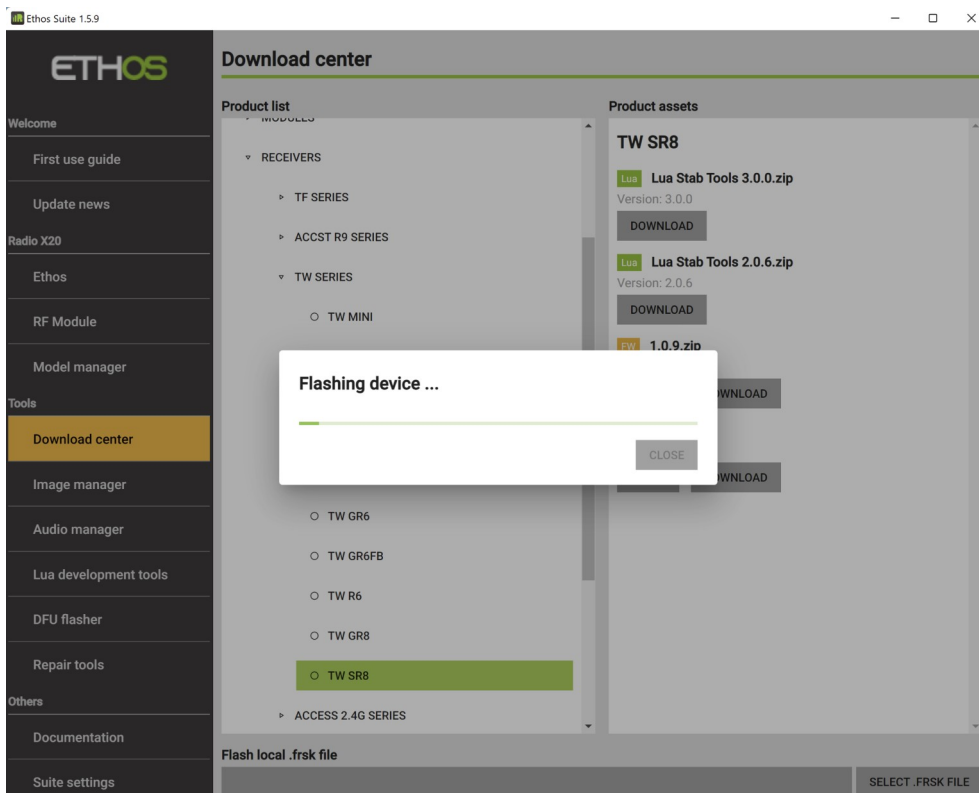 Ethos Suite 1.5.9
ETHOS
Welcome
First use guide
Update news
Radio X20
Ethos
RF Module
Model manager
Tools
Download center
Image manager
Audio manager
Lua development tools
DFU flasher
Repair tools
Others
Documentation
Suite settings
Download center
Product list
MODULES
RECEIVERS
TF SERIES
ACCST R9 SERIES
TW SERIES
TW MINI
TW GR6
TW GR6FB
TW R6
TW GR8
TW SR8
ACCESS 2.4G SERIES
Product assets
TW SR8
Lua Lua Stab Tools 3.0.0.zip
Version: 3.0.0
DOWNLOAD
Lua Lua Stab Tools 2.0.6.zip
Version: 2.0.6
DOWNLOAD
FW 1.0.9.zip
WNLOAD
WNLOAD
Flashing device ...
CLOSE
Flash local .frsk file
SELECT .FRSK FILE